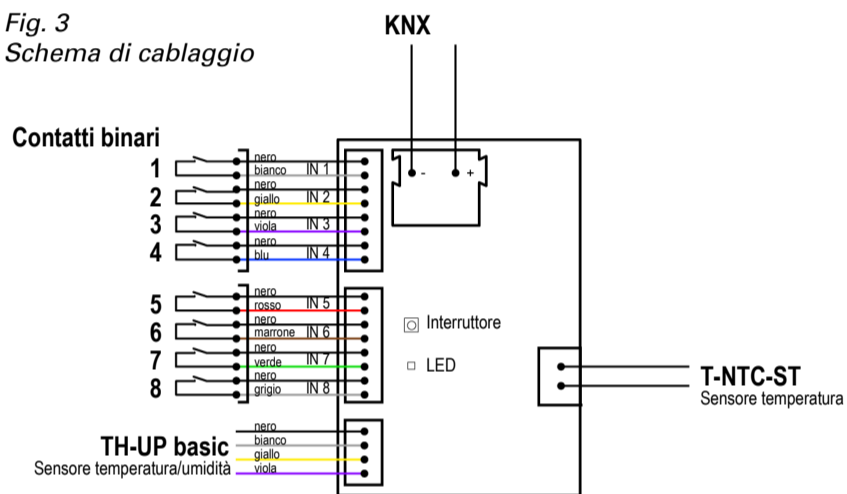 Fig. 3
Schema di cablaggio
KNX
- +
Contatti binari
1 nero
bianco IN 1
2 nero
giallo IN 2
3 nero
viola IN 3
4 nero
blu IN 4
5 nero
rosso IN 5
6 nero
marrone IN 6
7 nero
verde IN 7
8 nero
grigio IN 8
Interruttore
LED
T-NTC-ST
Sensore temperatura
TH-UP basic
Sensore temperatura/umidità
nero
bianco
giallo
viola